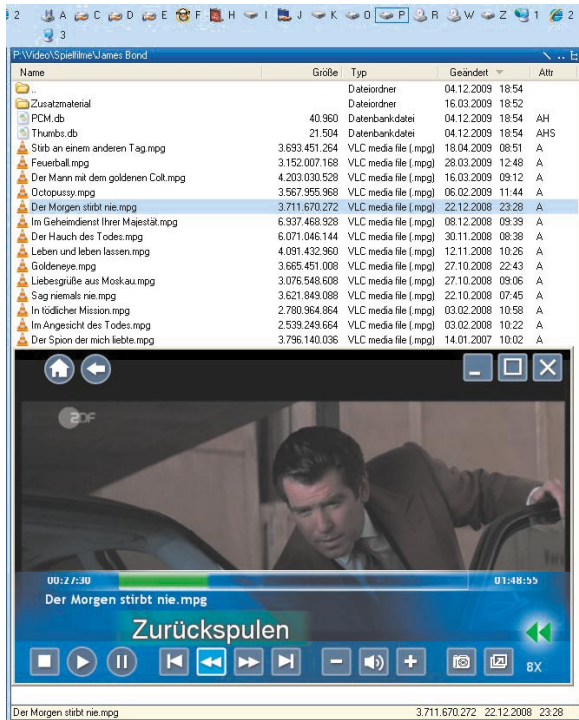 2 A C D E F H I J K O P R W Z 1 2
3
P:\Video\Spielfilme\James Bond
Name Größe Typ Geändert Attr
.. Dateiordner 04.12.2009 18:54
Zusatzmaterial Dateiordner 16.03.2009 18:52
PCM.db 40.960 Datenbankdatei 04.12.2009 18:54 AH
Thumbs.db 21.504 Datenbankdatei 04.12.2009 18:54 AHS
Stirb an einem anderen Tag.mpg 3.693.451.264 VLC media file (.mpg) 18.04.2009 08:51 A
Feuerball.mpg 3.152.007.168 VLC media file (.mpg) 28.03.2009 12:48 A
Der Mann mit dem goldenen Colt.mpg 4.203.030.528 VLC media file (.mpg) 16.03.2009 09:12 A
Octopussy.mpg 3.567.955.968 VLC media file (.mpg) 06.02.2009 11:44 A
Der Morgen stirbt nie.mpg 3.711.670.272 VLC media file (.mpg) 22.12.2008 23:28 A
Im Geheimdienst Ihrer Majestät.mpg 6.937.468.928 VLC media file (.mpg) 08.12.2008 09:39 A
Der Hauch des Todes.mpg 6.071.046.144 VLC media file (.mpg) 30.11.2008 08:38 A
Leben und leben lassen.mpg 4.091.432.960 VLC media file (.mpg) 12.11.2008 10:26 A
Goldeneye.mpg 3.665.451.008 VLC media file (.mpg) 27.10.2008 22:43 A
Liebesgrüße aus Moskau.mpg 3.076.548.608 VLC media file (.mpg) 27.10.2008 09:06 A
Sag niemals nie.mpg 3.621.849.088 VLC media file (.mpg) 22.10.2008 07:45 A
In tödlicher Mission.mpg 2.780.964.864 VLC media file (.mpg) 03.02.2008 10:58 A
Im Angesicht des Todes.mpg 2.539.249.664 VLC media file (.mpg) 03.02.2008 10:22 A
Der Spion der mich liebte.mpg 3.796.140.036 VLC media file (.mpg) 14.01.2007 10:02 A
ZDF
00:27:30 01:48:55
Der Morgen stirbt nie.mpg
Zurückspulen
8X
Der Morgen stirbt nie.mpg 3.711.670.272 22.12.2008 23:28